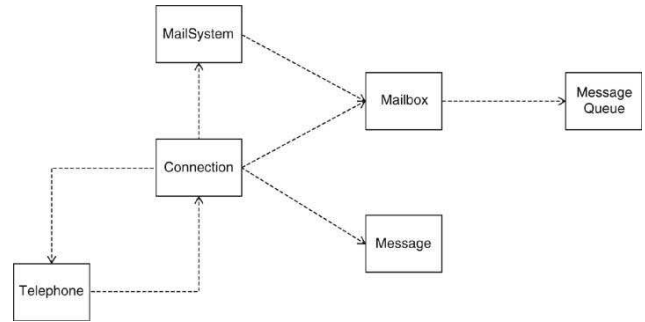 MailSystem
Mailbox
Message
Queue
Connection
Message
Telephone